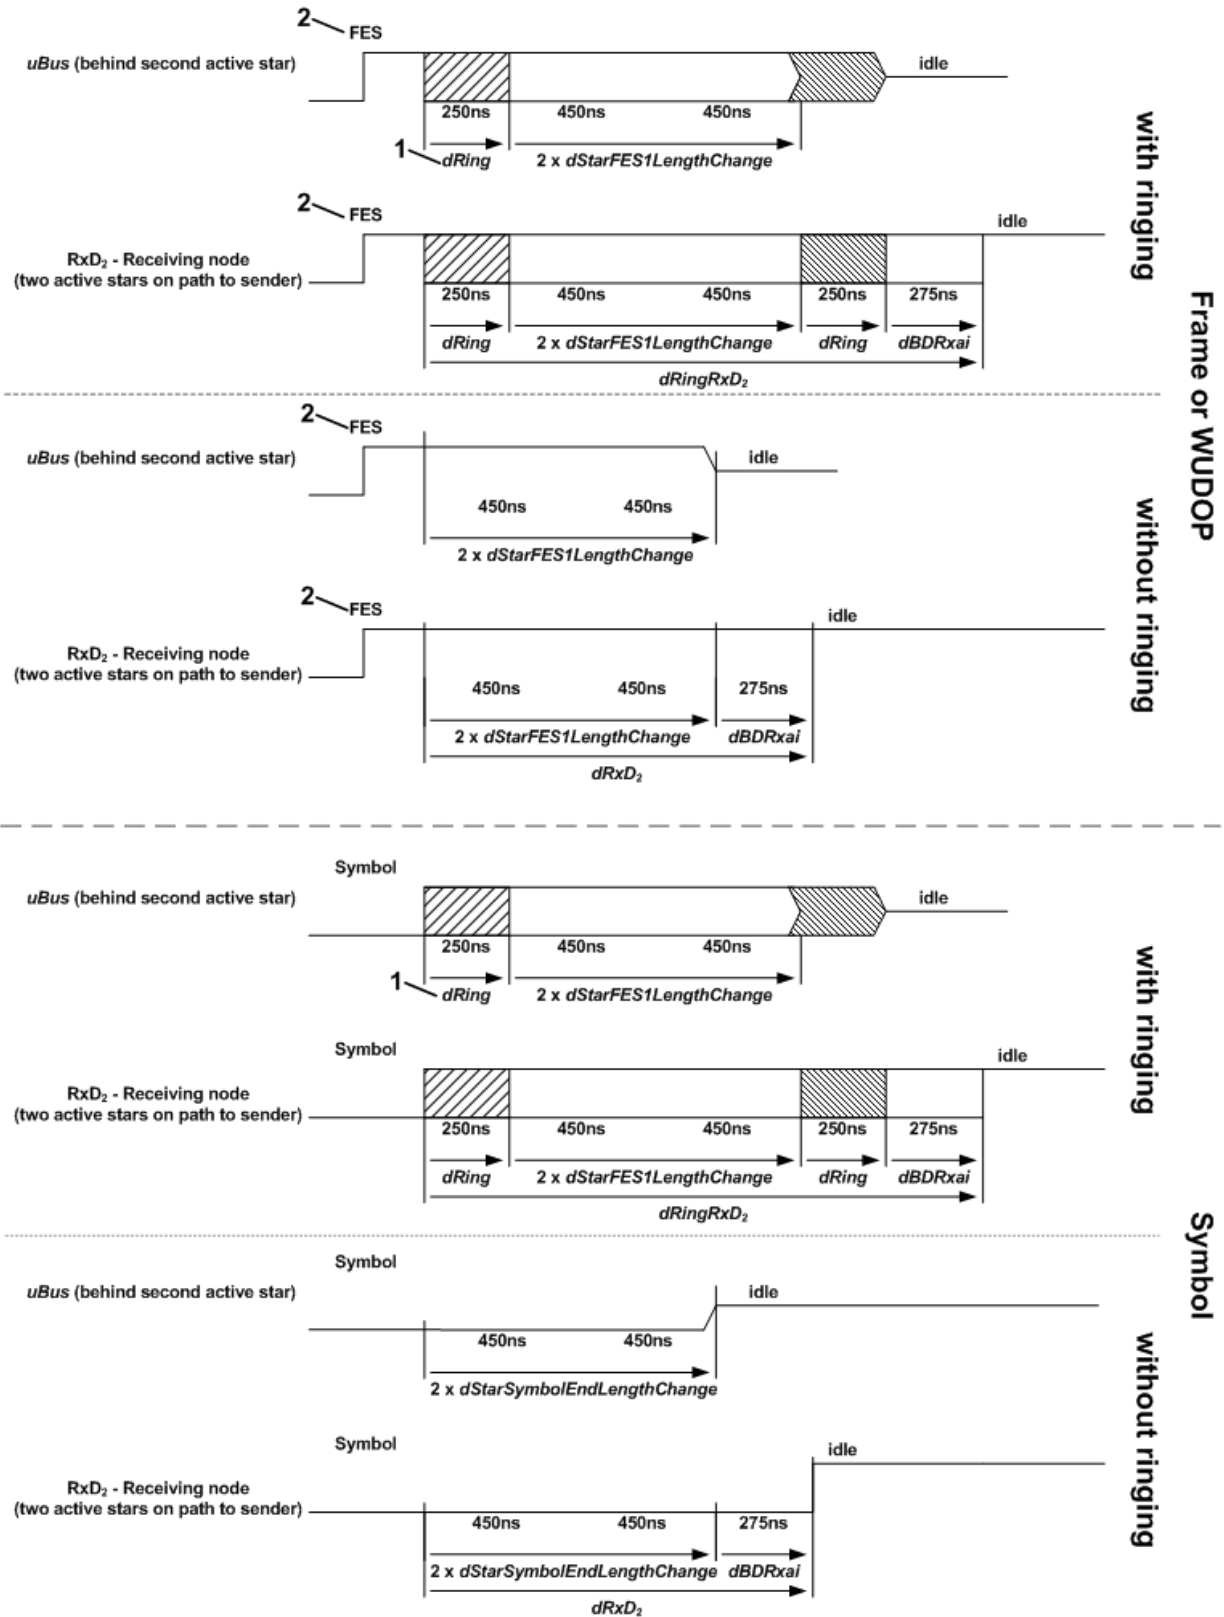 2
FES
uBus (behind second active star)
idle
250ns 450ns 450ns
1
dRing 2 x dStarFES1LengthChange
with ringing
2
FES
idle
RxD2 - Receiving node
(two active stars on path to sender)
250ns 450ns 450ns 250ns 275ns
dRing 2 x dStarFES1LengthChange dRing dBDRxai
dRingRxD2
Frame or WUDOP
2
FES
uBus (behind second active star)
idle
450ns 450ns
2 x dStarFES1LengthChange
without ringing
2
FES
idle
RxD2 - Receiving node
(two active stars on path to sender)
450ns 450ns 275ns
2 x dStarFES1LengthChange dBDRxai
dRxD2
Symbol
uBus (behind second active star)
idle
250ns 450ns 450ns
1
dRing 2 x dStarFES1LengthChange
with ringing
Symbol
idle
RxD2 - Receiving node
(two active stars on path to sender)
250ns 450ns 450ns 250ns 275ns
dRing 2 x dStarFES1LengthChange dRing dBDRxai
dRingRxD2
Symbol
Symbol
uBus (behind second active star)
idle
450ns 450ns
2 x dStarSymbolEndLengthChange
without ringing
Symbol
idle
RxD2 - Receiving node
(two active stars on path to sender)
450ns 450ns 275ns
2 x dStarSymbolEndLengthChange dBDRxai
dRxD2